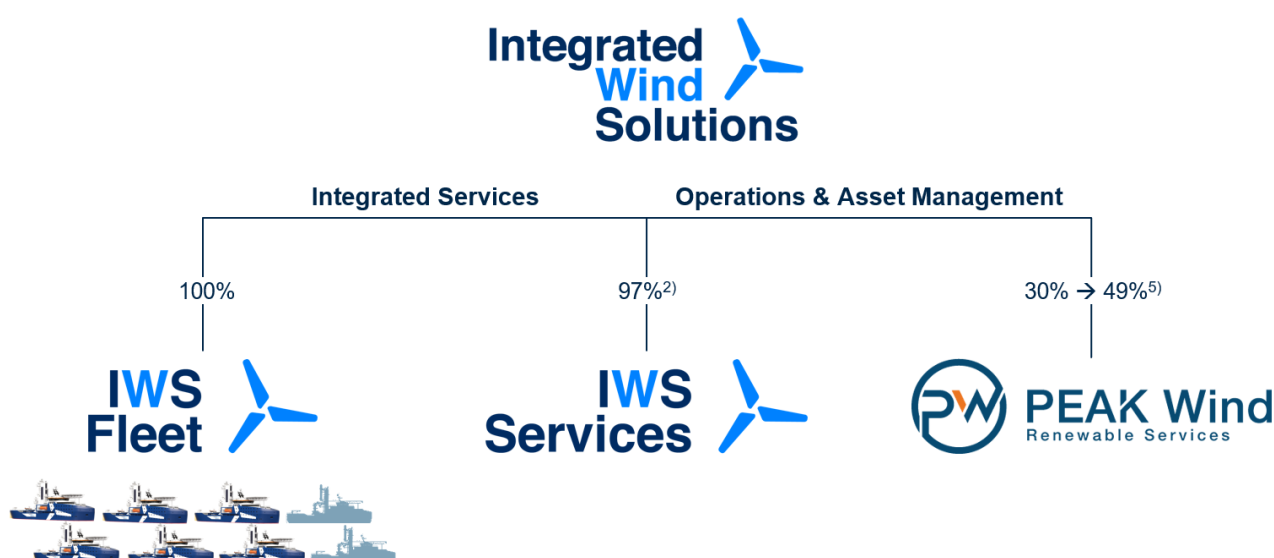 Integrated
Wind
Solutions
Integrated Services
Operations & Asset Management
100%
97%2)
30% → 49%5)
IWS
Fleet
IWS
Services
PW
PEAK Wind
Renewable Services